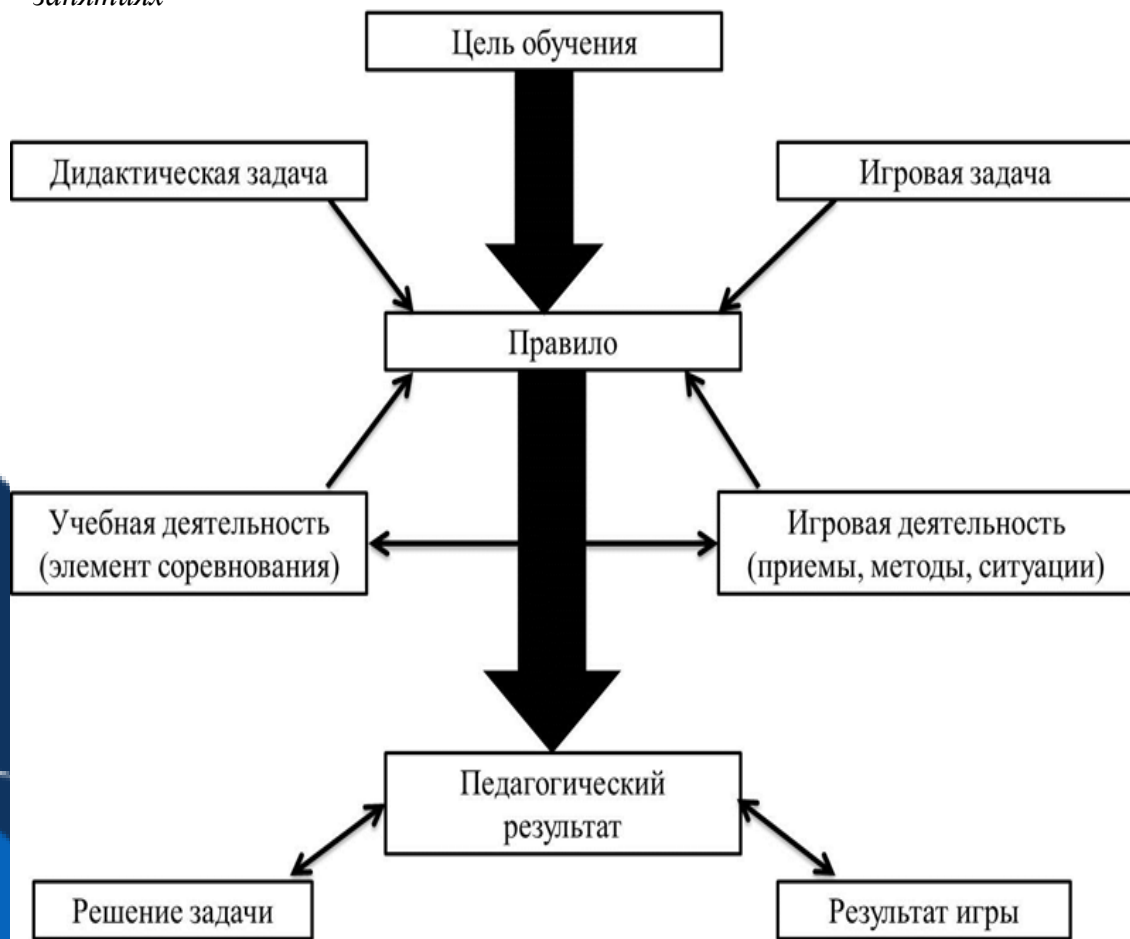 занятиях
Цель обучения
Дидактическая задача
Игровая задача
Правило
Учебная деятельность
(элемент соревнования)
Игровая деятельность
(приемы, методы, ситуации)
Педагогический
результат
Решение задачи
Результат игры